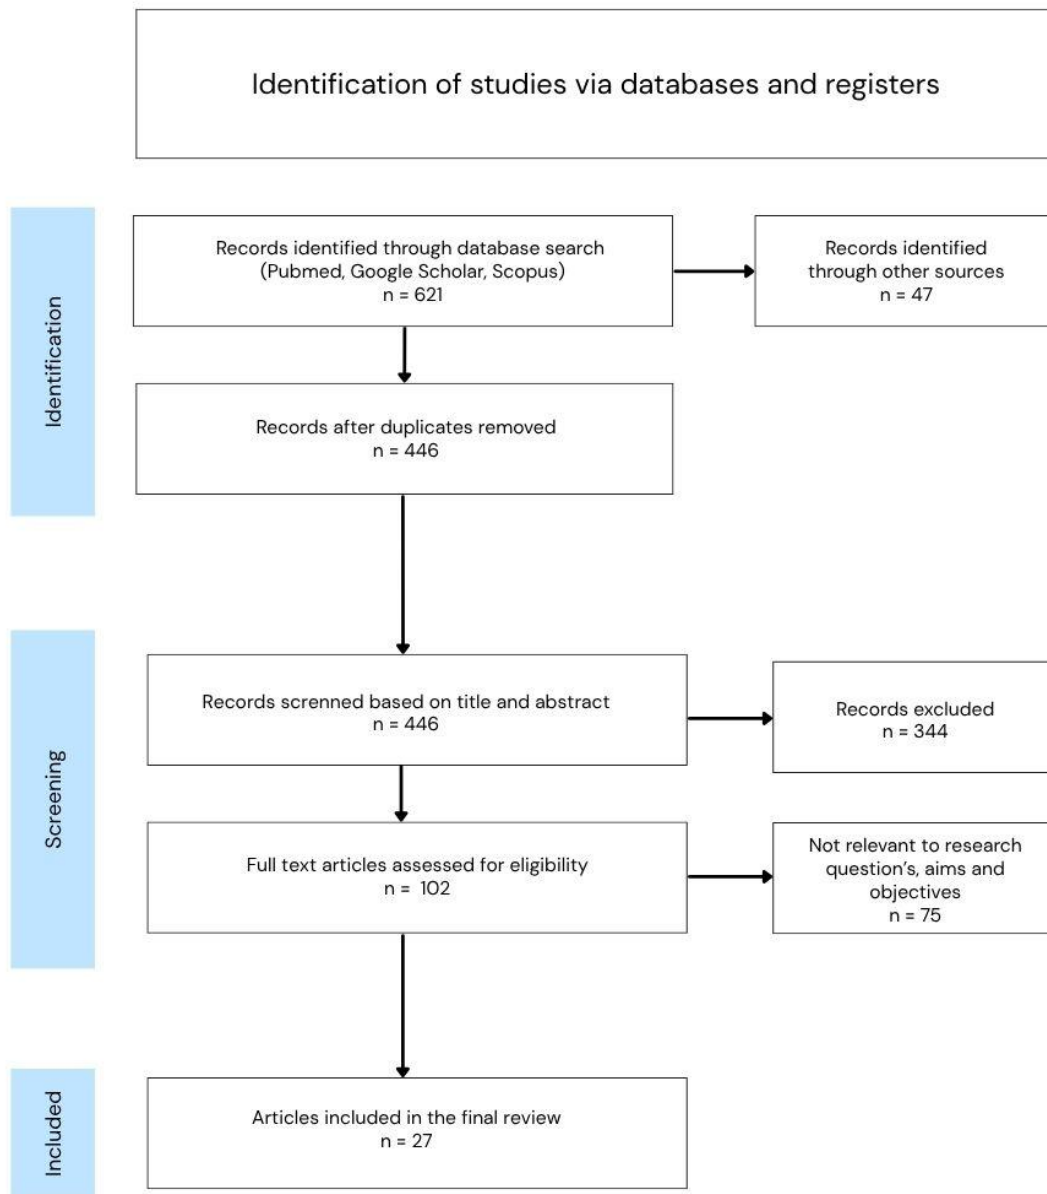 Identification of studies via databases and registers
Identification
Records identified through database search
(Pubmed, Google Scholar, Scopus)
n = 621
Records identified
through other sources
n = 47
Records after duplicates removed
n = 446
Screening
Records screnned based on title and abstract
n = 446
Records excluded
n = 344
Full text articles assessed for eligibility
n = 102
Not relevant to research
question's, aims and
objectives
n = 75
Included
Articles included in the final review
n = 27